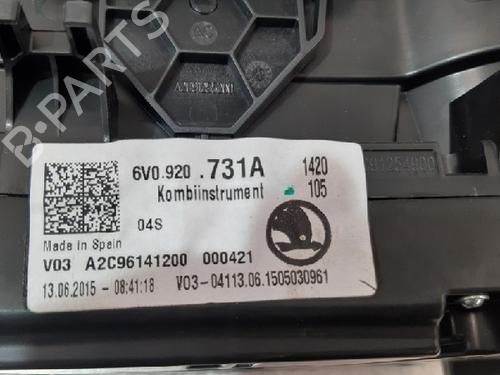 B-PARTS
6V0.920 .731A 1420
Kombiinstrument 105
04S
Made in Spain
V03 A2C96141200 000421
13.06.2015 - 08:41:18 V03-04113.06.1505030961